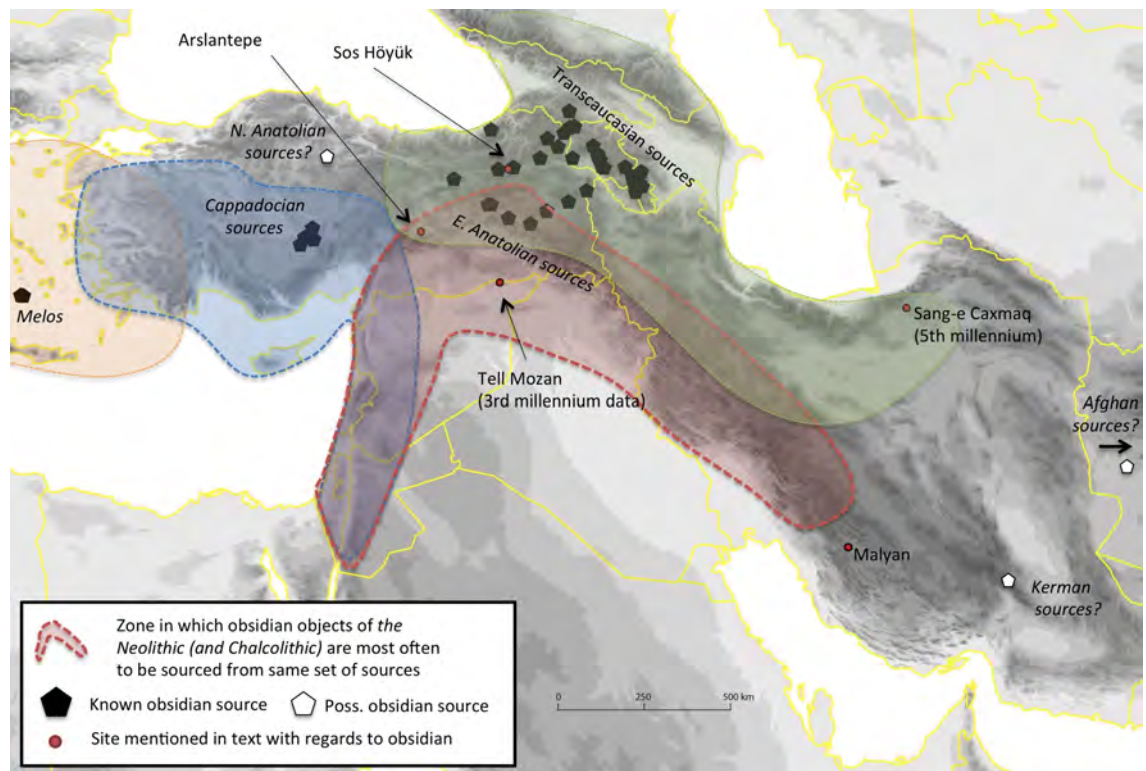 Arslantepe
Sos Höyük
Transcaucasian sources
N. Anatolian
sources?
Cappadocian
sources
E. Anatolian sources
Melos
Sang-e Caxmaq
(5th millennium)
Tell Mozan
(3rd millennium data)
Afghan
sources?
Malyan
Kerman
sources?
Zone in which obsidian objects of the
Neolithic (and Chalcolithic) are most often
to be sourced from same set of sources
Known obsidian source
Poss. obsidian source
Site mentioned in text with regards to obsidian
0 250 500 km